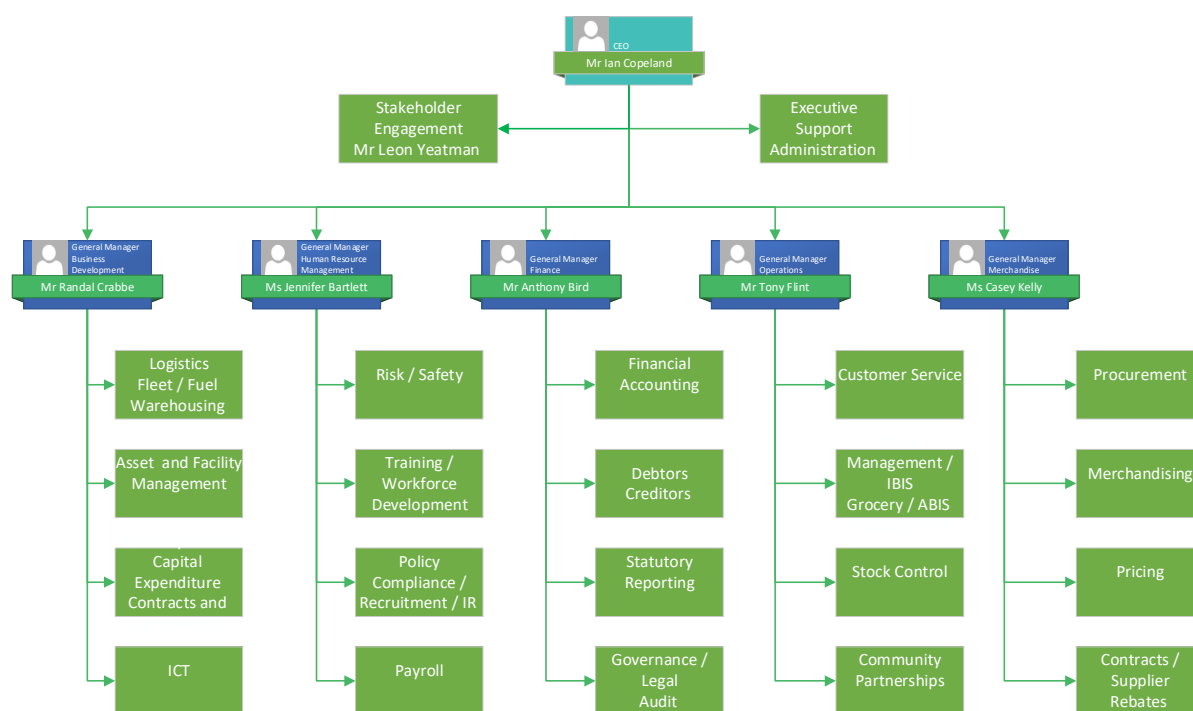 CEO
Mr Ian Copeland
Stakeholder
Engagement
Mr Leon Yeatman
Executive
Support
Administration
General Manager
Business
Development
Mr Randal Crabbe
General Manager
Human Resource
Management
Ms Jennifer Bartlett
General Manager
Finance
Mr Anthony Bird
General Manager
Operations
Mr Tony Flint
General Manager
Merchandise
Ms Casey Kelly
Logistics
Fleet / Fuel
Warehousing
Risk / Safety
Financial
Accounting
Customer Service
Procurement
Asset and Facility
Management
Training /
Workforce
Development
Debtors
Creditors
Management /
IBIS
Grocery / ABIS
Merchandising
Capital
Expenditure
Contracts and
Policy
Compliance /
Recruitment / IR
Statutory
Reporting
Stock Control
Pricing
ICT
Payroll
Governance /
Legal
Audit
Community
Partnerships
Contracts /
Supplier
Rebates